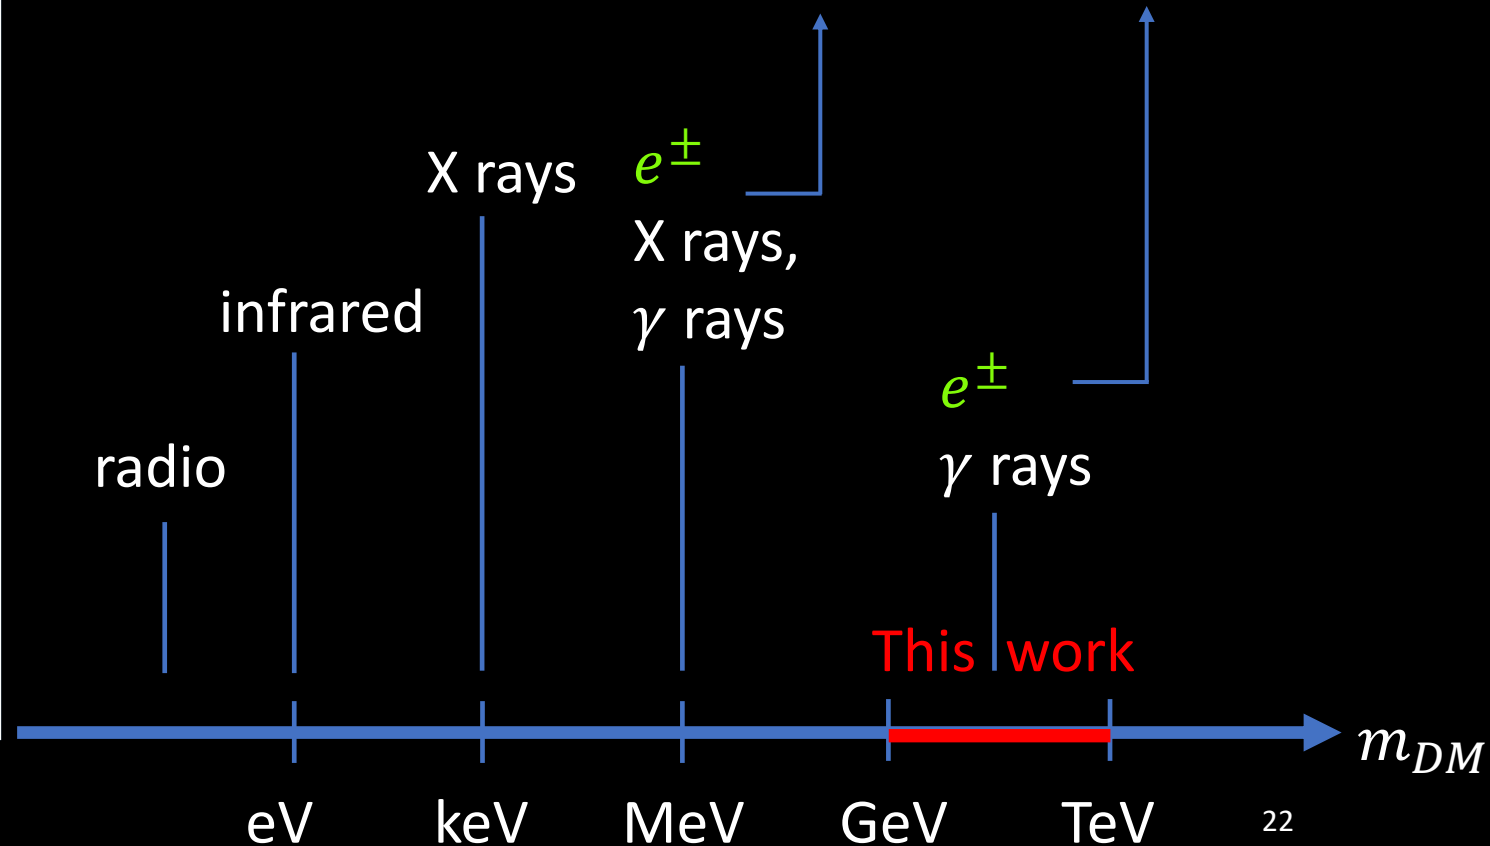 X rays
e±
X rays,
γ rays
infrared
e±
γ rays
radio
This work
m_DM
eV
keV
MeV
GeV
TeV
22